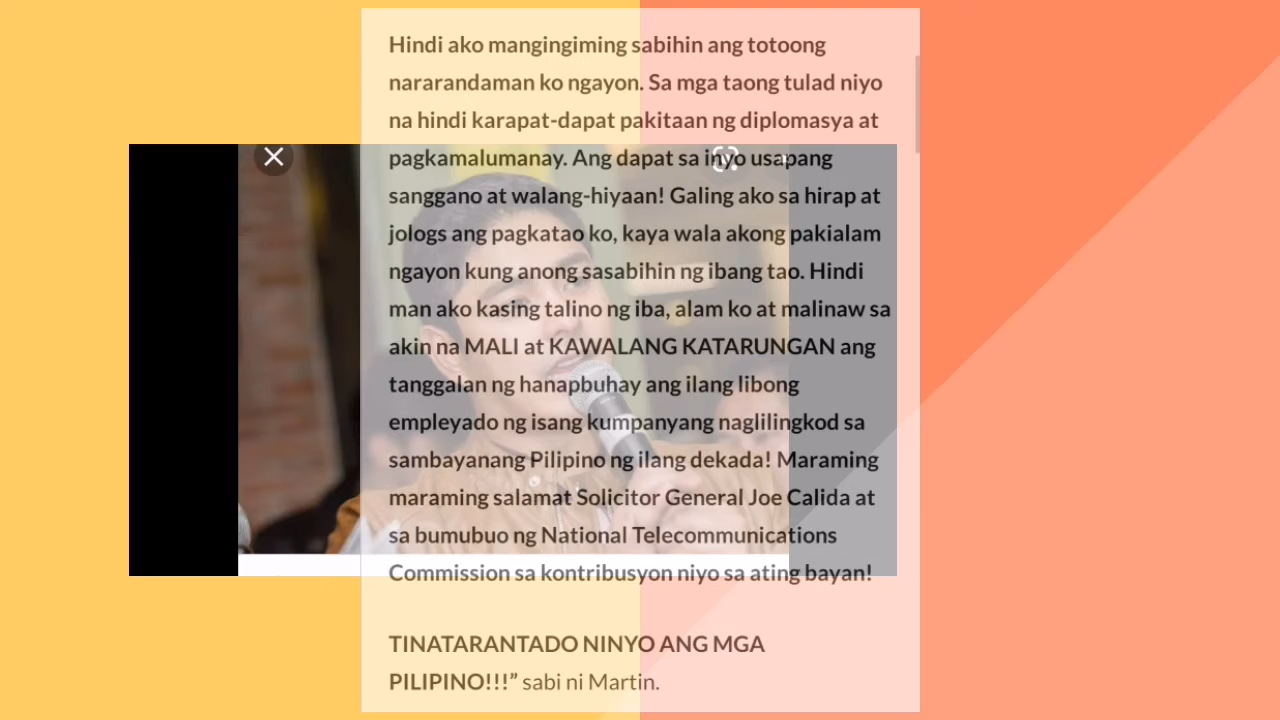 Hindi ako mangingiming sabihin ang totoong
nararandaman ko ngayon. Sa mga taong tulad niyo
na hindi karapat-dapat pakitaan ng diplomasya at
pagkamalumanay. Ang dapat sa inyo usapang
sanggano at walang-hiyaan! Galing ako sa hirap at
jologs ang pagkatao ko, kaya wala akong pakialam
ngayon kung anong sasabihin ng ibang tao. Hindi
man ako kasing talino ng iba, alam ko at malinaw sa
akin na MALI at KAWALANG KATARUNGAN ang
tanggalan ng hanapbuhay ang ilang libong
empleyado ng isang kumpanyang naglilingkod sa
sambayanang Pilipino ng ilang dekada! Maraming
maraming salamat Solicitor General Joe Calida at
sa bumubuo ng National Telecommunications
Commission sa kontribusyon niyo sa ating bayan!
TINATARANTADO NINYO ANG MGA
PILIPINO!!!” sabi ni Martin.